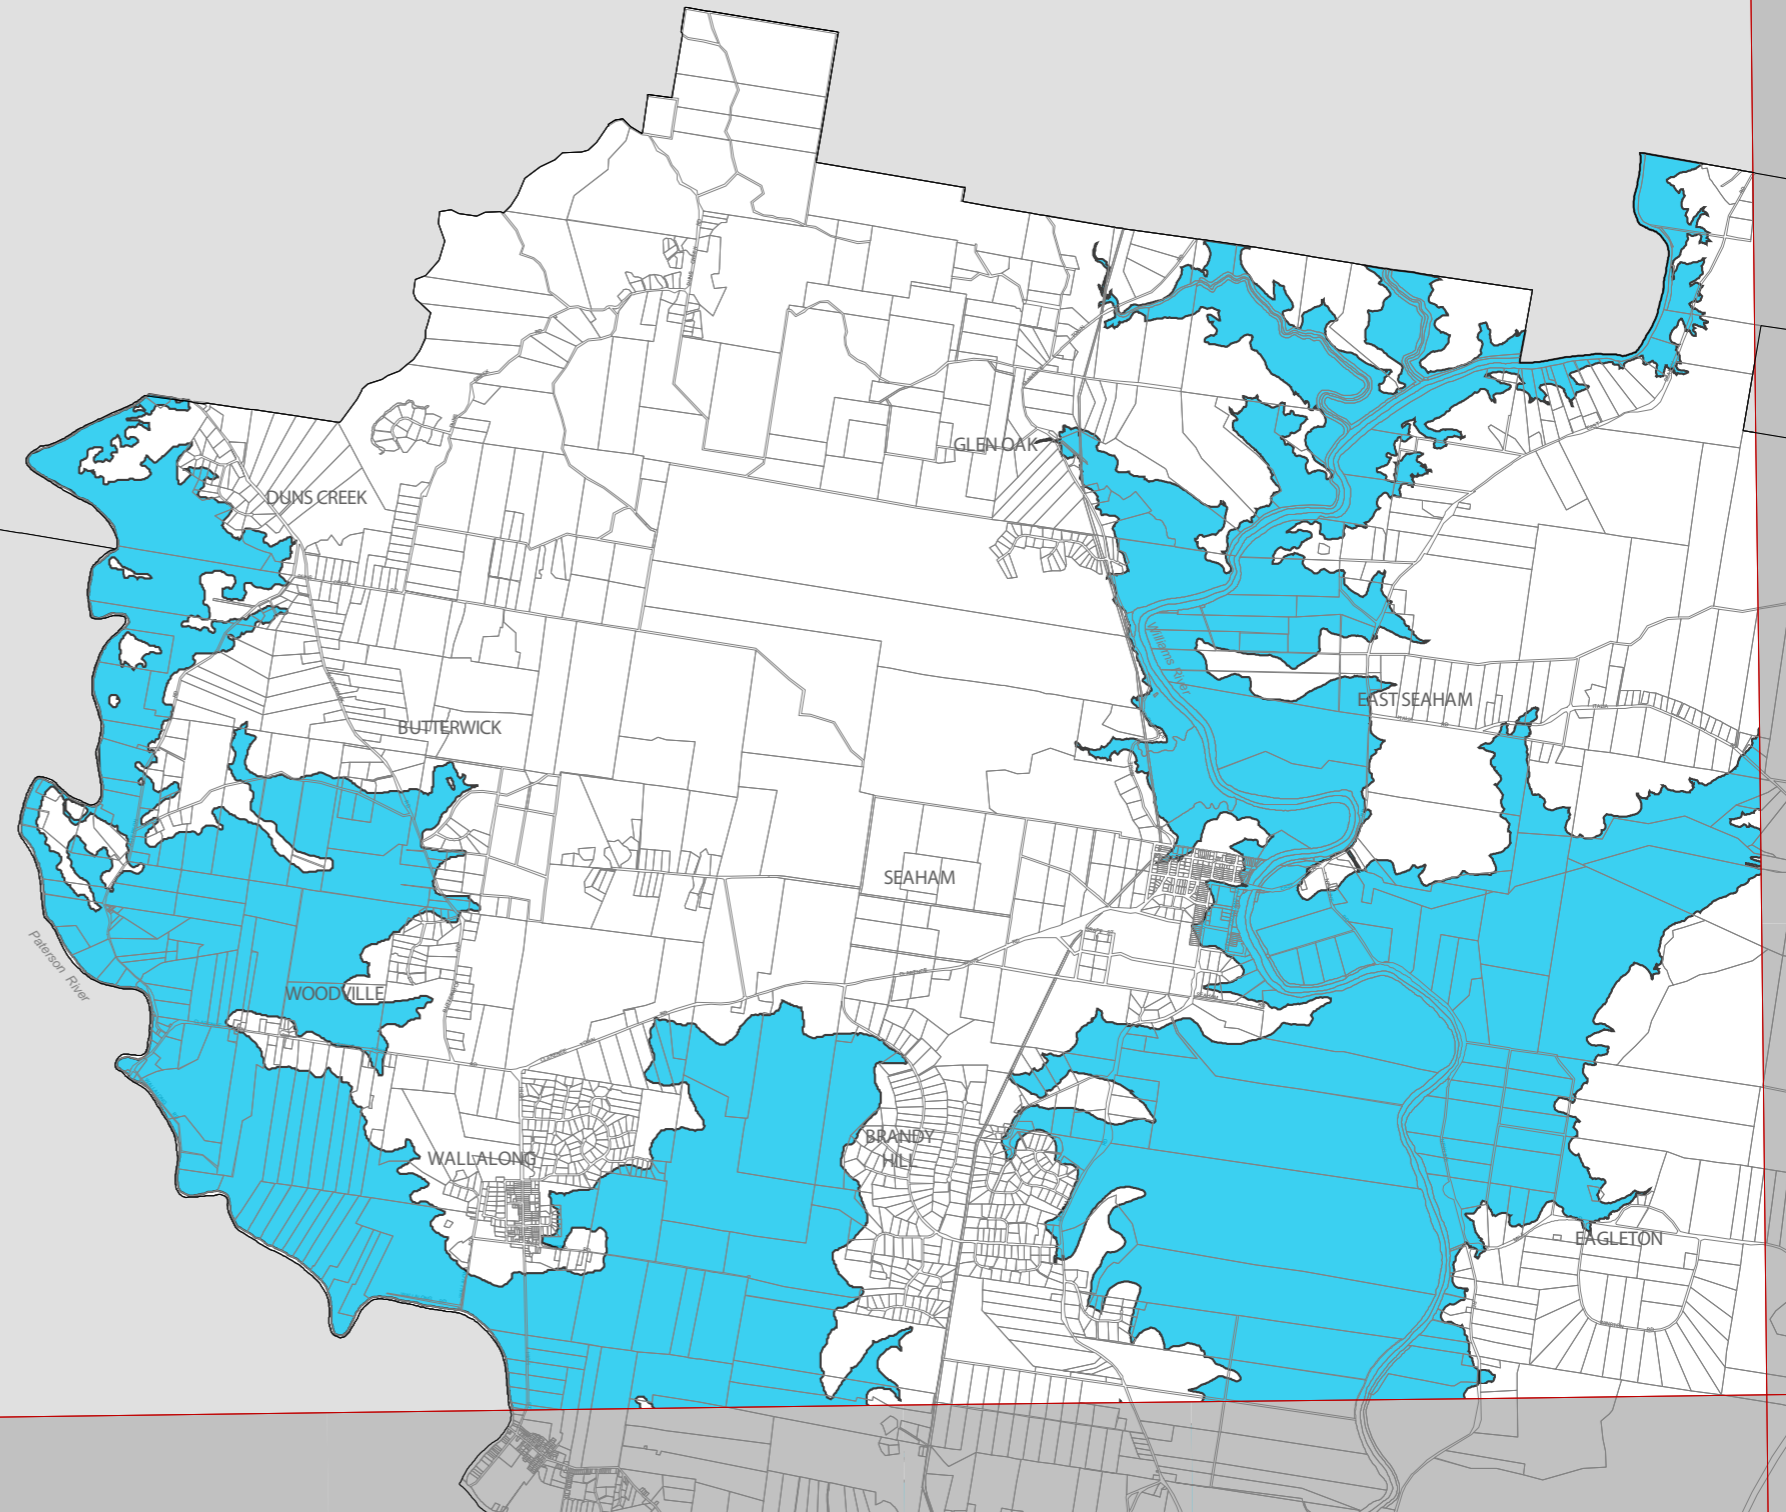 GLEN OAK
DUNS CREEK
Williams River
EAST SEAHAM
BUTTERWICK
SEAHAM
Paterson River
WOODVILLE
BRANDY
HILL
WALLALONG
EAGLETON